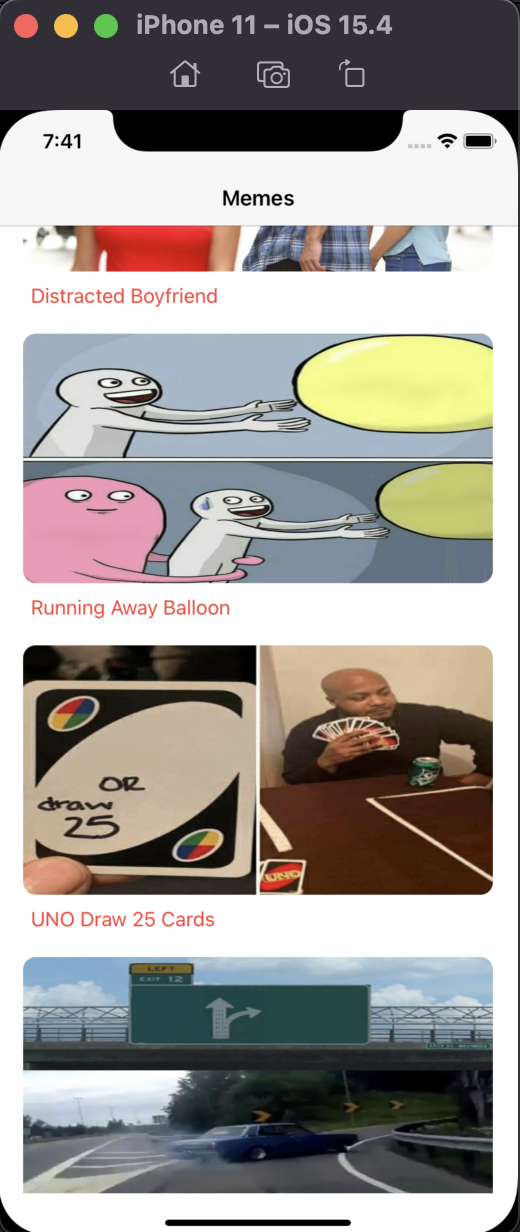 iPhone 11 – iOS 15.4
7:41
Memes
Distracted Boyfriend
Running Away Balloon
OR
draw
25
UNO
UNO Draw 25 Cards
LEFT
EXIT 12